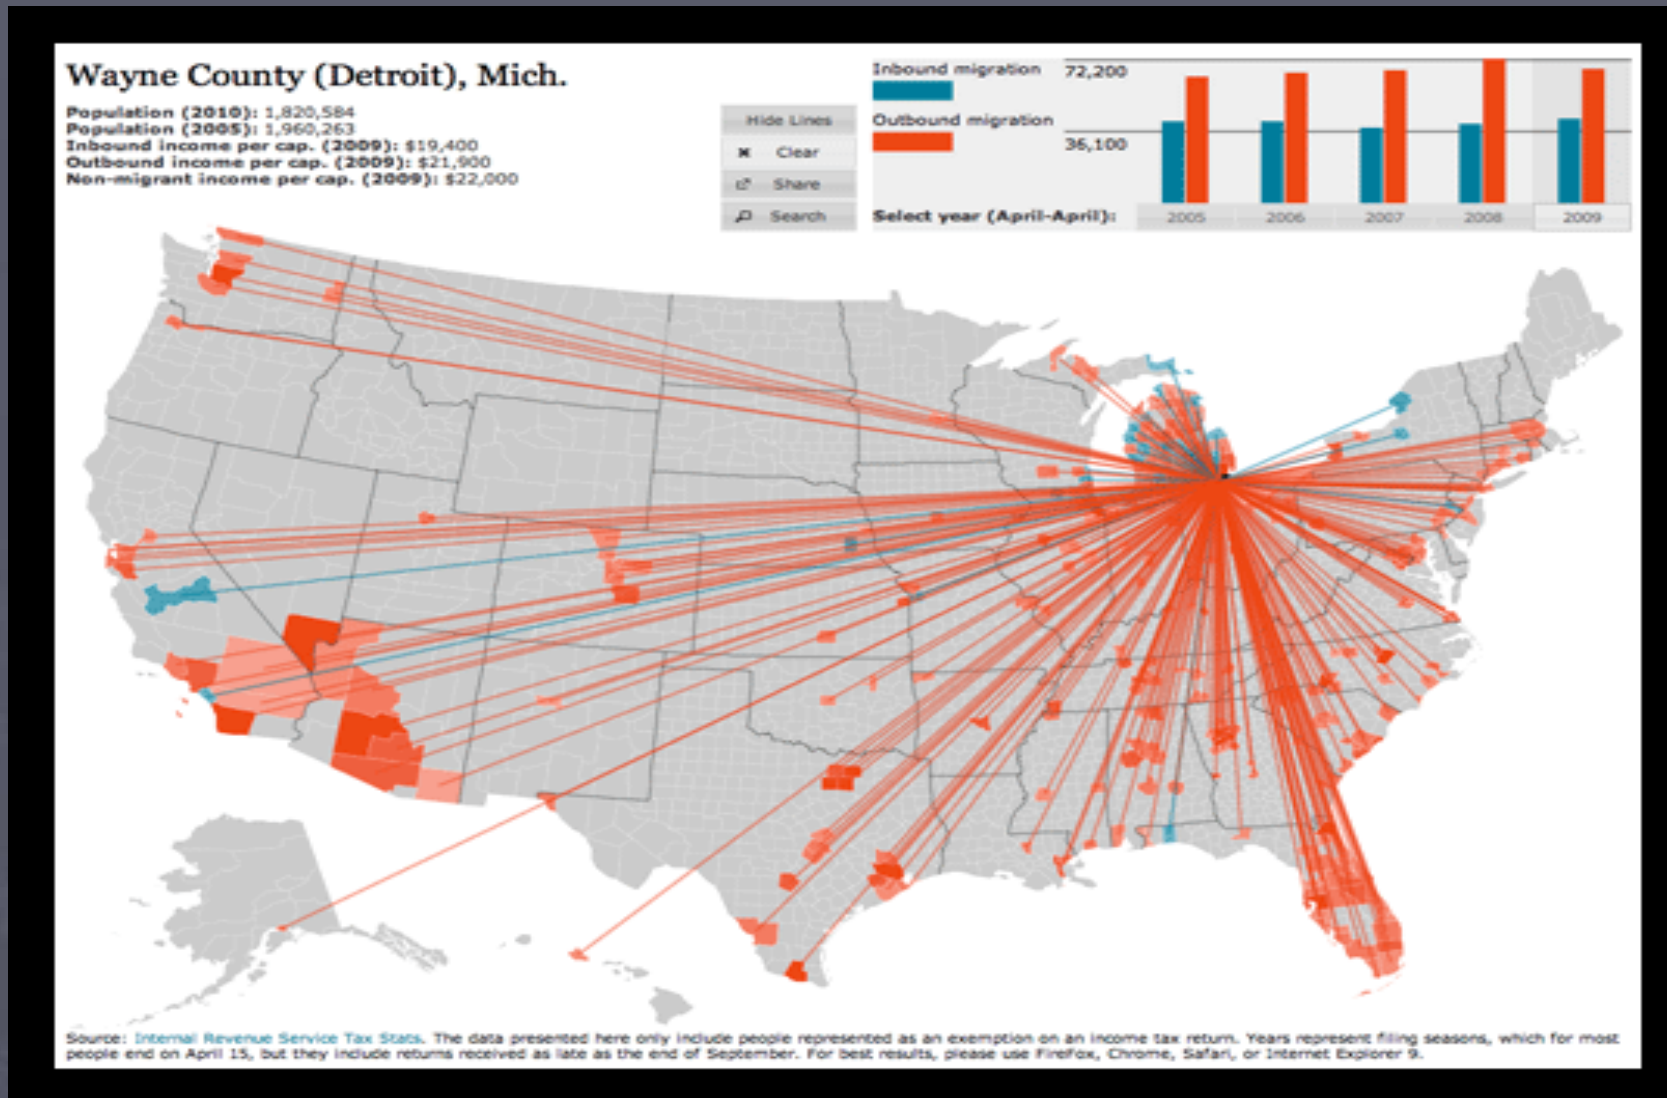 Wayne County (Detroit), Mich.
Population (2010): 1,820,584
Population (2005): 1,960,263
Inbound income per cap. (2009): $19,400
Outbound income per cap. (2009): $21,900
Non-migrant income per cap. (2009): $22,000
Hide Lines
Clear
Share
Search
Inbound migration
Outbound migration
72,200
36,100
Select year (April-April):
2005 2006 2007 2008 2009
Source: Internal Revenue Service Tax Stats. The data presented here only include people represented as an exemption on an income tax return. Years represent filing seasons, which for most
people end on April 15, but they include returns received as late as the end of September. For best results, please use FireFox, Chrome, Safari, or Internet Explorer 9.